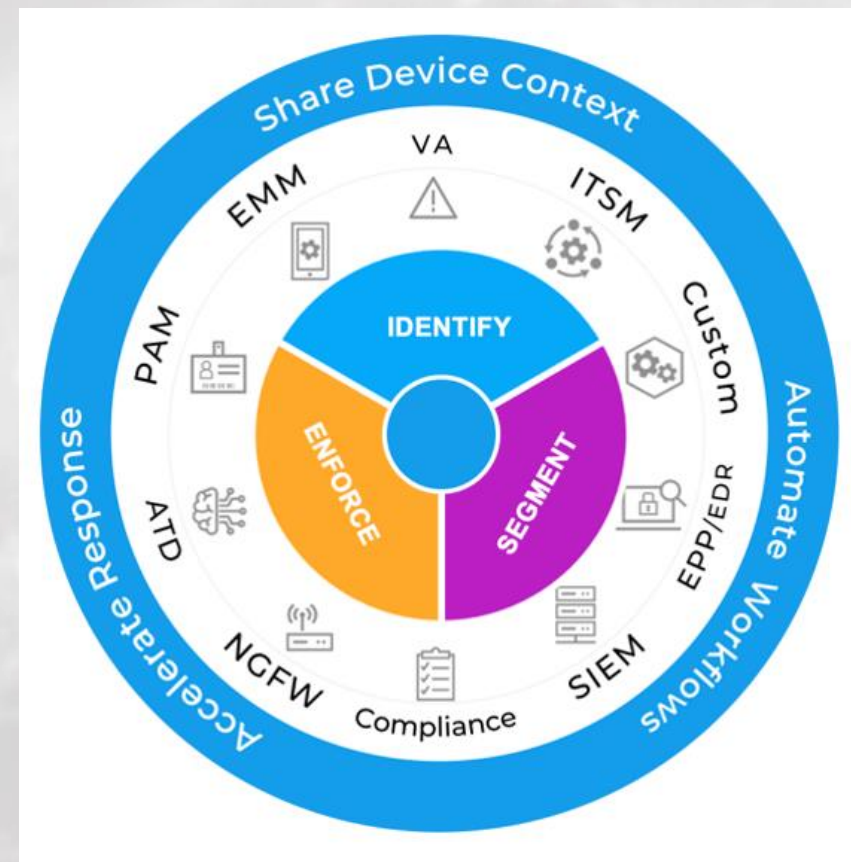 Share Device Context
VA
EMM
ITSM
PAM
Custom
IDENTIFY
ENFORCE
SEGMENT
ATD
EPP/EDR
NGFW
SIEM
Compliance
Accelerate Response
Automate Workflows